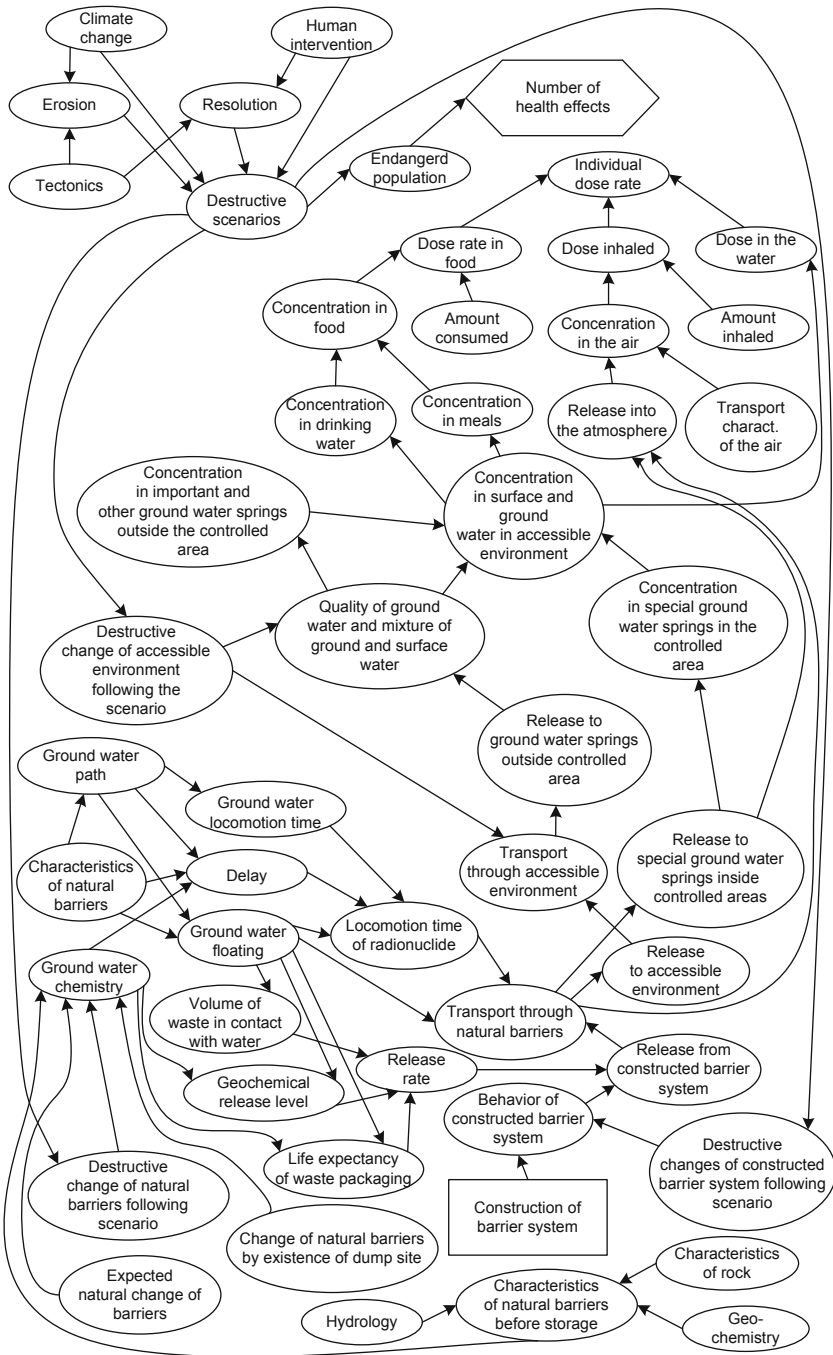 Climate
change
Human
intervention
Number of
health effects
Erosion
Resolution
Endangerd
population
Individual
dose rate
Tectonics
Destructive
scenarios
Dose rate in
food
Dose inhaled
Dose in the
water
Concentration in
food
Amount
consumed
Concenration
in the air
Amount
inhaled
Concentration
in drinking
water
Concentration
in meals
Release into
the atmosphere
Transport
charact.
of the air
Concentration
in important and
other ground water springs
outside the controlled
area
Concentration
in surface and
ground
water in accessible
environment
Concentration
in special ground
water springs in the
controlled
area
Destructive
change of accessible
environment
following the
scenario
Quality of ground
water and mixture of
ground and surface
water
Release to
ground water springs
outside controlled
area
Ground water
path
Ground water
locomotion time
Characteristics
of natural
barriers
Delay
Transport
through accessible
environment
Release to
special ground water
springs inside
controlled areas
Ground water
floating
Locomotion time
of radionuclide
Ground water
chemistry
Release
to accessible
environment
Volume of
waste in contact
with water
Transport through
natural barriers
Geochemical
release level
Release
rate
Release from
constructed barrier
system
Behavior of
constructed barrier
system
Destructive
change of natural
barriers following
scenario
Life expectancy
of waste packaging
Destructive
changes of constructed
barrier system following
scenario
Construction of
barrier system
Change of natural barriers
by existence of dump site
Expected
natural change of
barriers
Characteristics
of rock
Hydrology
Characteristics
of natural barriers
before storage
Geo-
chemistry